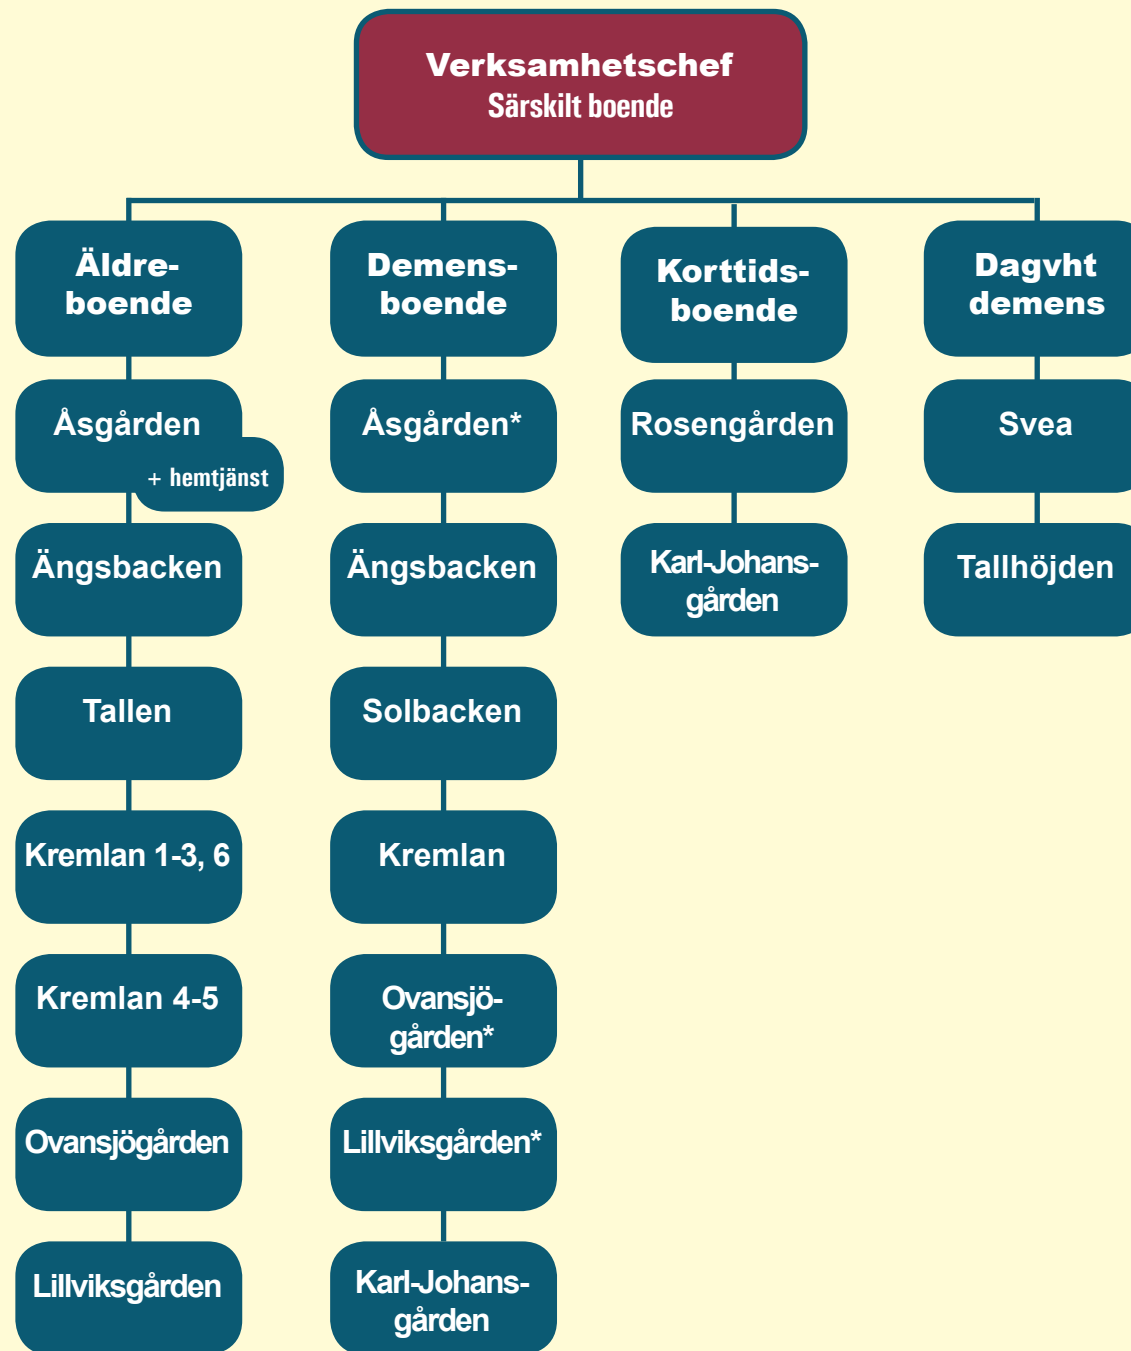 Verksamhetschef
Särskilt boende
Äldre-
boende
Åsgården
+ hemtjänst
Ängsbacken
Tallen
Kremlan 1-3, 6
Kremlan 4-5
Ovansjögården
Lillviksgården
Demens-
boende
Åsgården*
Ängsbacken
Solbacken
Kremlan
Ovansjö-
gården*
Lillviksgården*
Karl-Johans-
gården
Korttids-
boende
Rosengården
Karl-Johans-
gården
Dagvht
demens
Svea
Tallhöjden